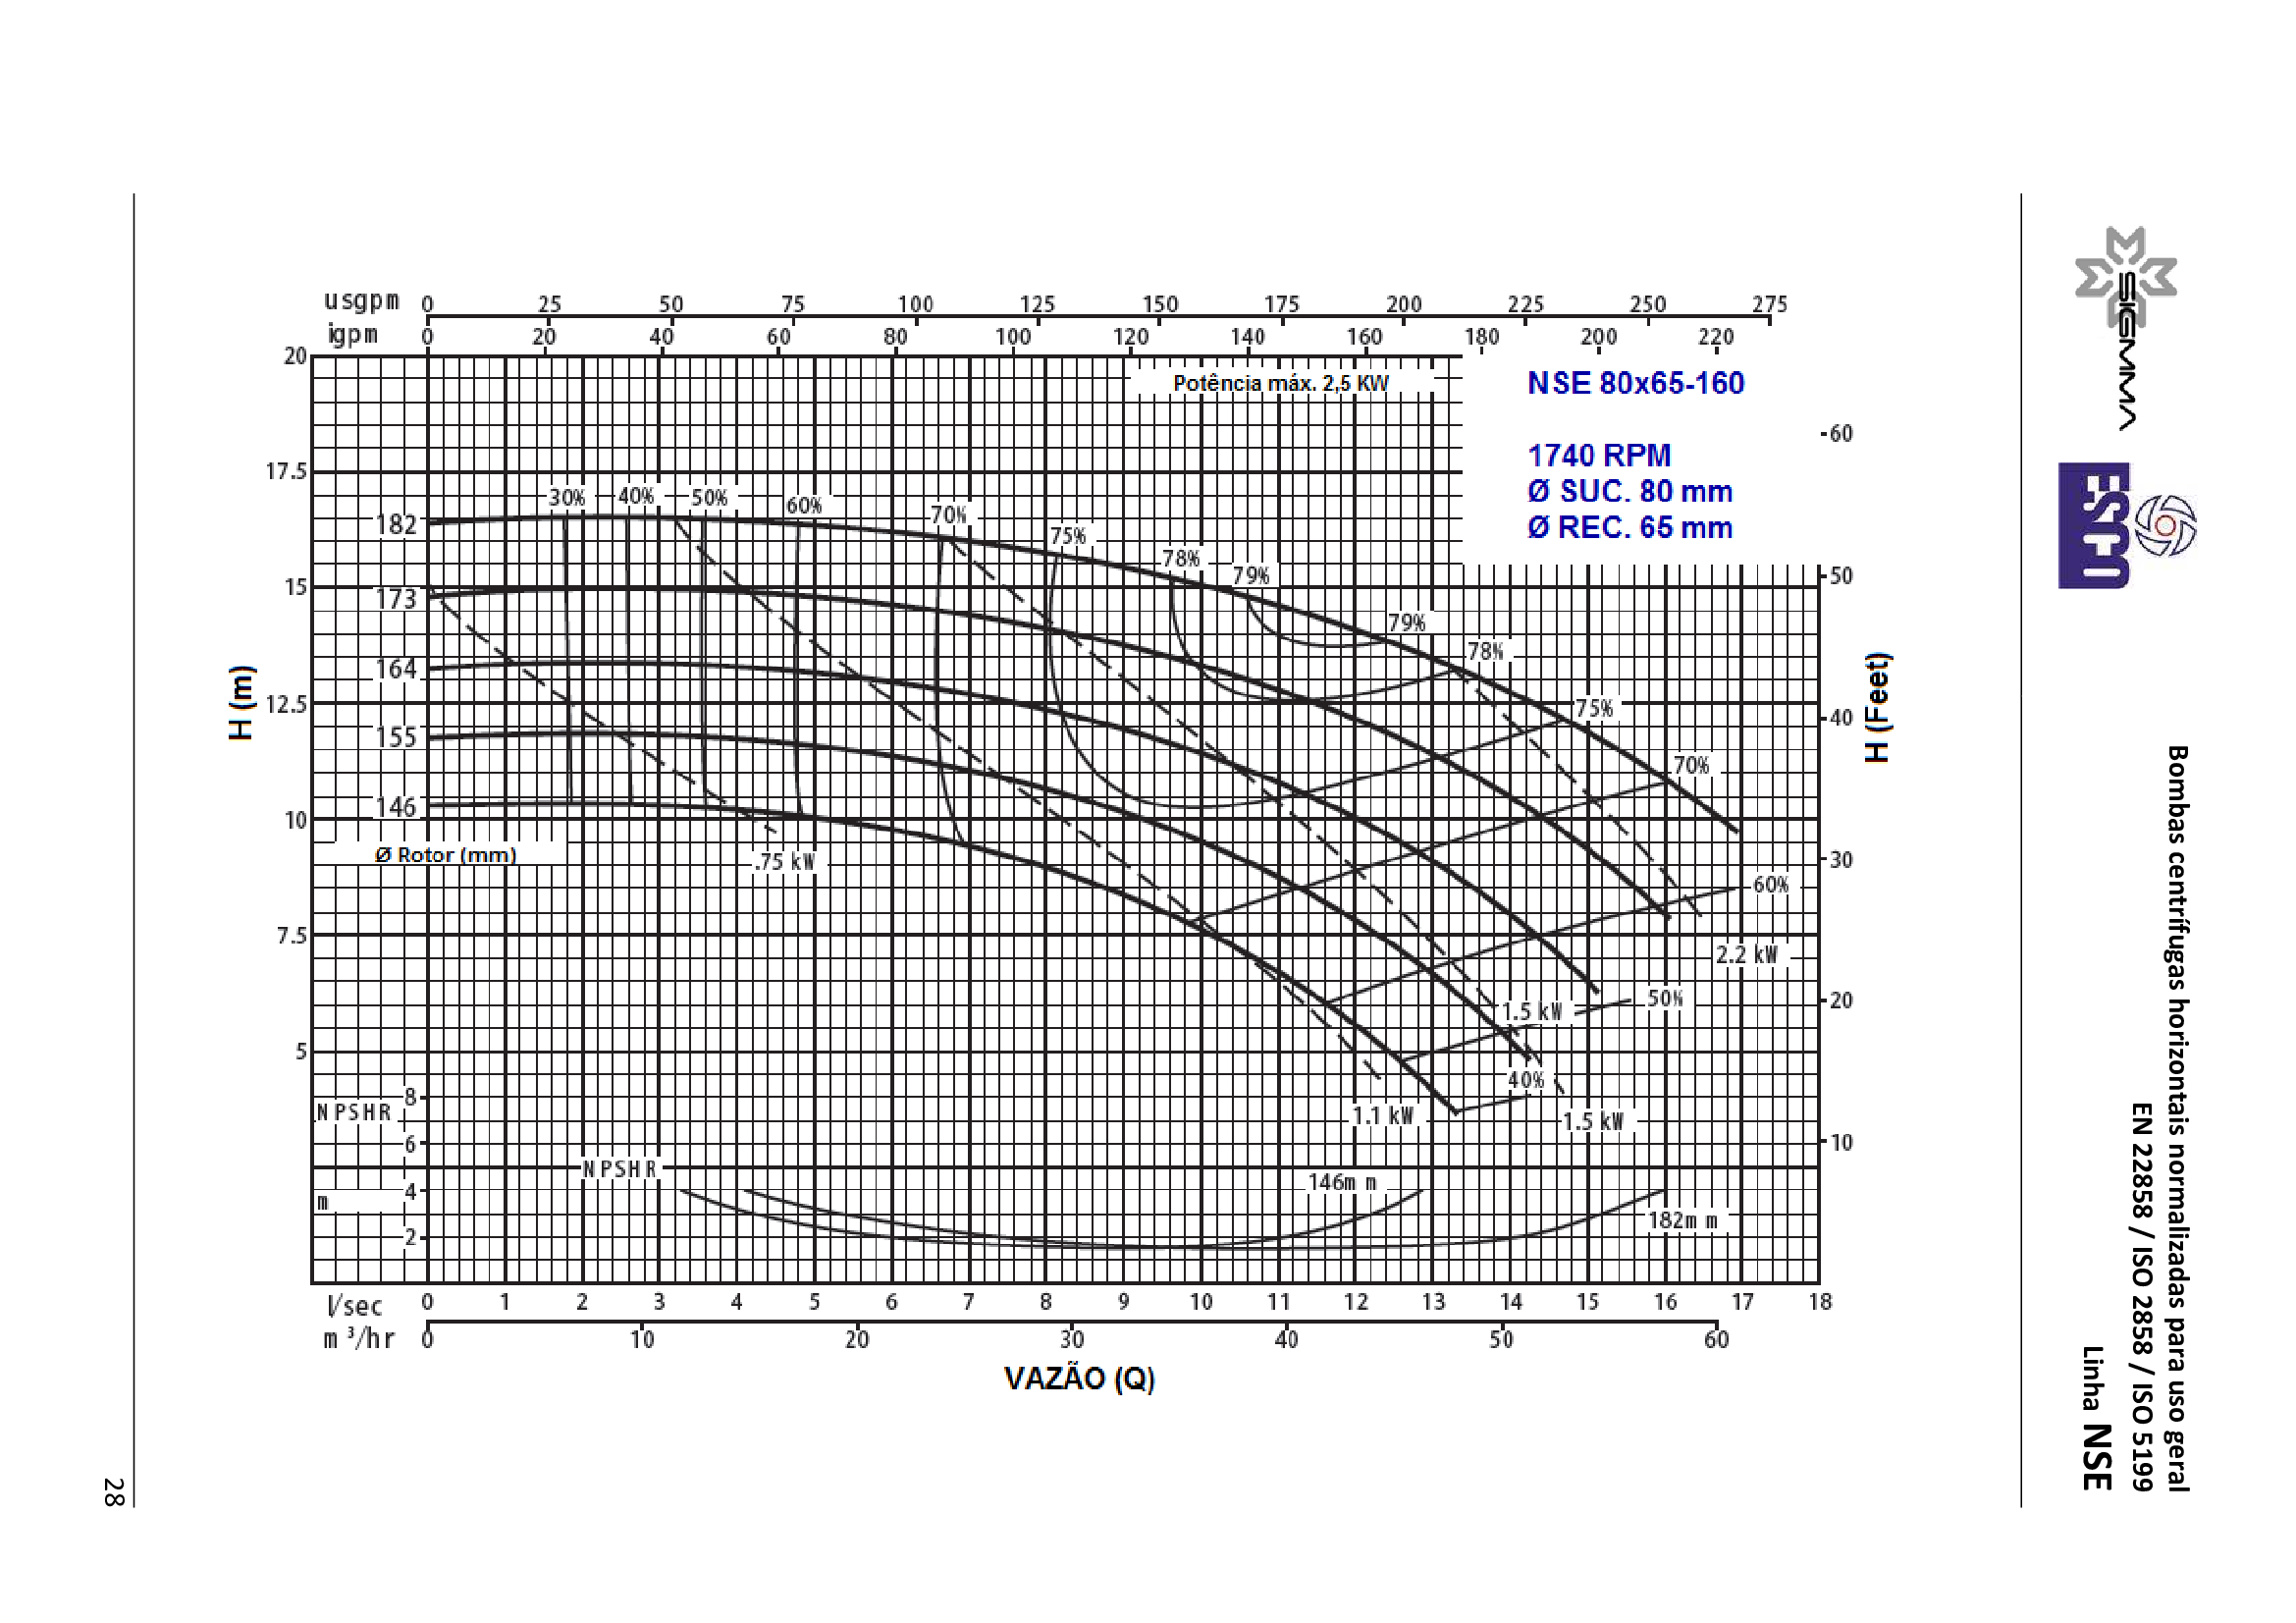 usgpm 0 25 50 75 100 125 150 175 200 225 250 275
igpm 0 20 40 60 80 100 120 140 160 180 200 220
20
Potência máx. 2,5 KW
NSE 80x65-160
60
1740 RPM
17.5
Ø SUC. 80 mm
30% 40% 50% 60% 70% 75% 78% 79%
182
Ø REC. 65 mm
15
50
173
79%
78%
164
H (m)
12.5
75%
40
H (Feet)
155
70%
146
10
Ø Rotor (mm)
.75 kW
30
60%
7.5
2.2 kW
50%
20
1.5 kW
5
40%
8
NPSHR
1.1 kW
1.5 kW
6
10
NPSHR
4
146mm
m
182mm
2
l/sec 0 1 2 3 4 5 6 7 8 9 10 11 12 13 14 15 16 17 18
m³/hr 0 10 20 30 40 50 60
VAZÃO (Q)
SIGMMA
ESCO
Bombas centrífugas horizontais normalizadas para uso geral
EN 22858 / ISO 2858 / ISO 5199
Linha NSE
28